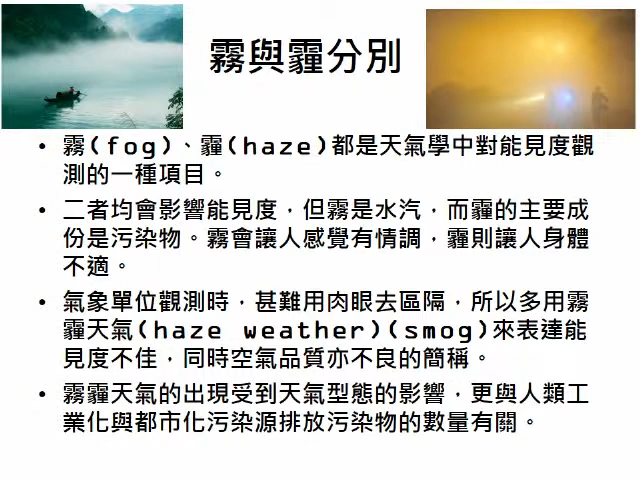 霧與霾分別
• 霧(fog)、霾(haze)都是天氣學中對能見度觀
測的一種項目。
• 二者均會影響能見度，但霧是水汽，而霾的主要成
份是污染物。霧會讓人感覺有情調，霾則讓人身體
不適。
• 氣象單位觀測時，甚難用肉眼去區隔，所以多用霧
霾天氣(haze weather)(smog)來表達能
見度不佳，同時空氣品質亦不良的簡稱。
• 霧霾天氣的出現受到天氣型態的影響，更與人類工
業化與都市化污染源排放污染物的數量有關。